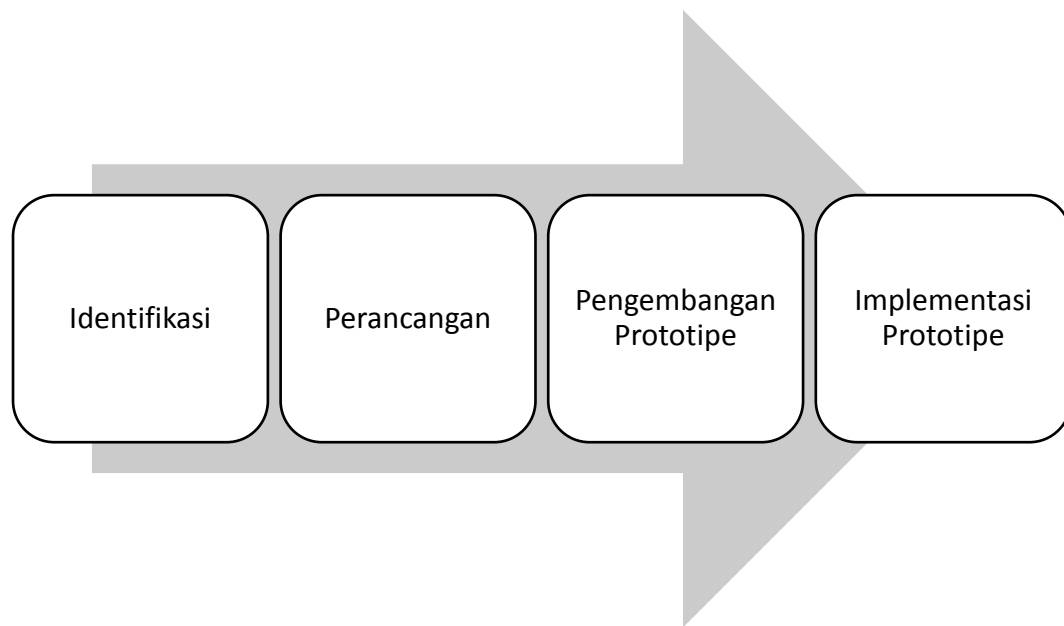 Identifikasi
Perancangan
Pengembangan
Prototipe
Implementasi
Prototipe